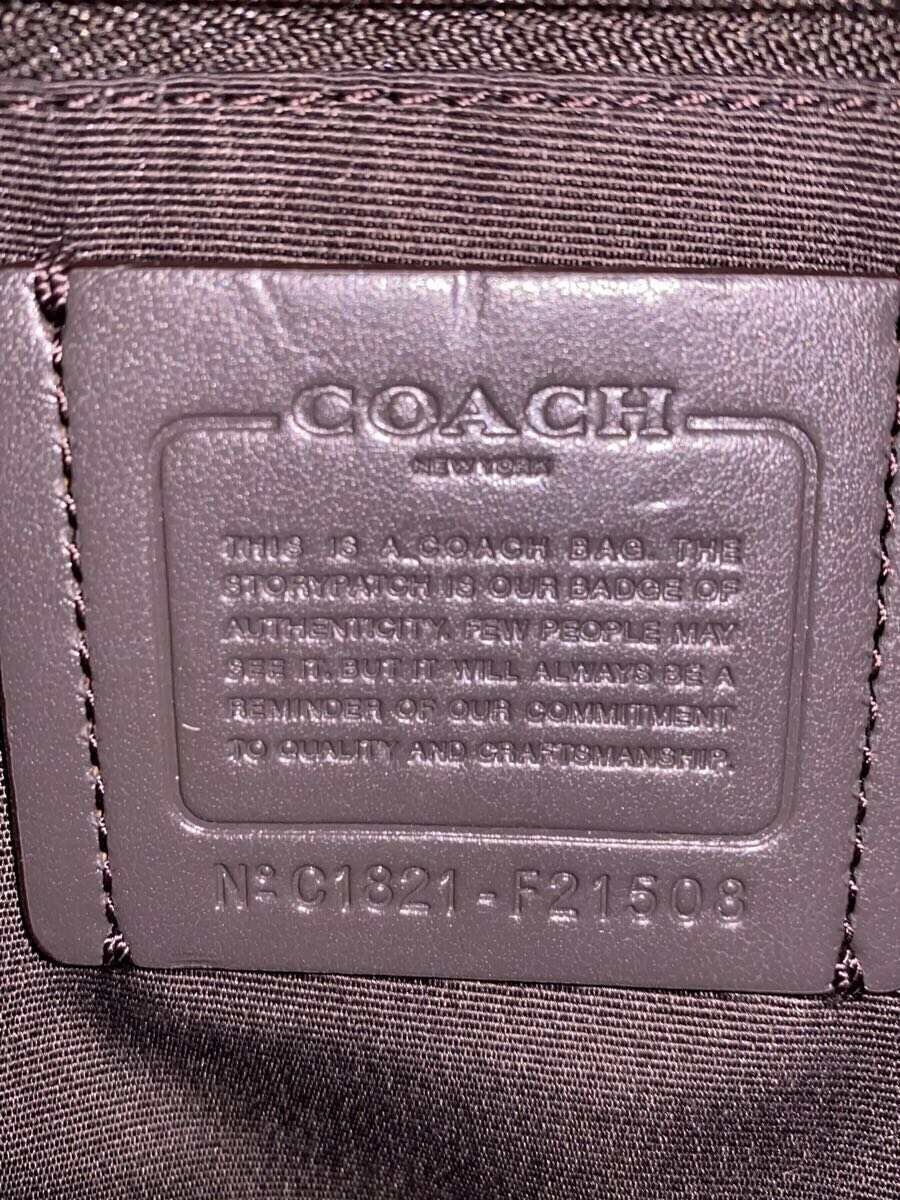 COACH
NEW YORK
THIS IS A COACH BAG. THE
STORYPATCH IS OUR BADGE OF
AUTHENTICITY. FEW PEOPLE MAY
SEE IT. BUT IT WILL ALWAYS BE A
REMINDER OF OUR COMMITMENT
TO QUALITY AND CRAFTSMANSHIP.
Nº C1821-F21508